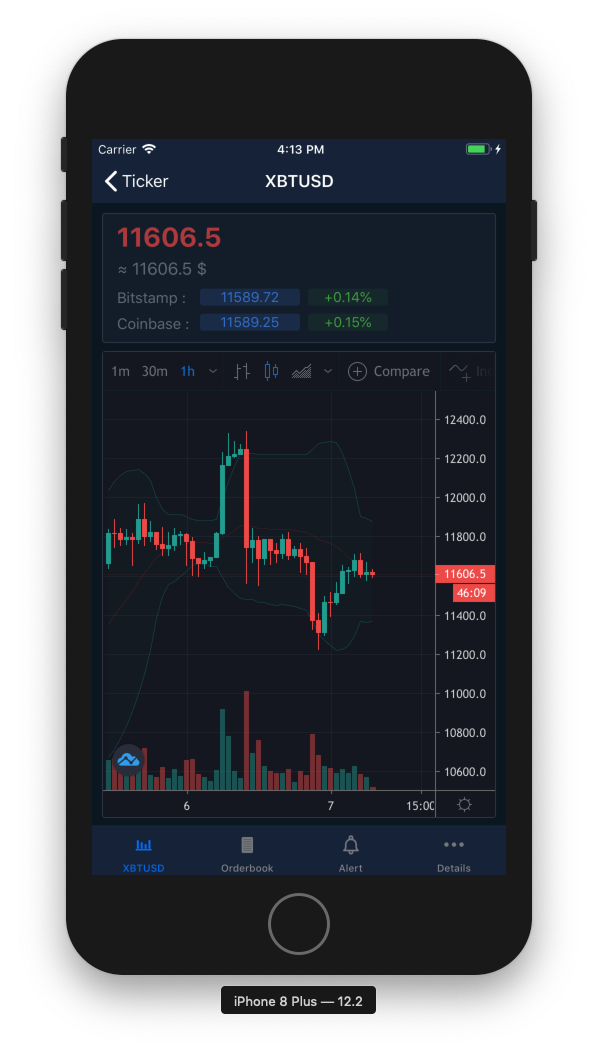 Carrier 4:13 PM
Ticker XBTUSD
11606.5
≈ 11606.5 $
Bitstamp : 11589.72 +0.14%
Coinbase : 11589.25 +0.15%
1m 30m 1h Compare
12400.0
12200.0
12000.0
11800.0
11606.5
46:09
11400.0
11200.0
11000.0
10800.0
10600.0
6 7 15:00
XBTUSD Orderbook Alert Details
iPhone 8 Plus — 12.2